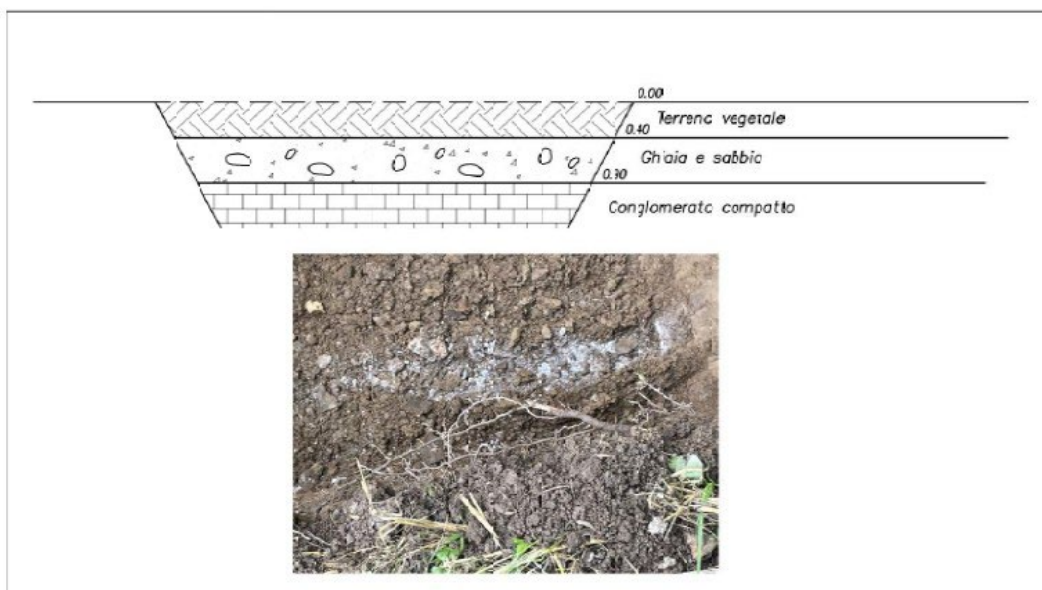 0.00
Terreno vegetale
0.40
Ghiaia e sabbia
0.90
Conglomerato compatto